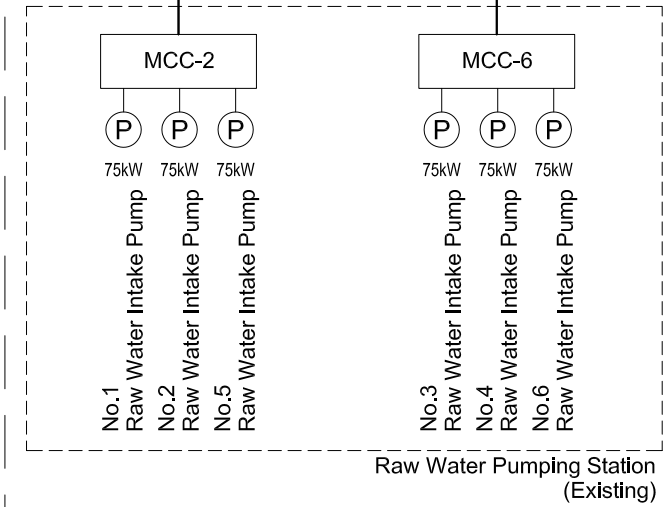 MCC-2
MCC-6
P P P
P P P
75kW 75kW 75kW
75kW 75kW 75kW
No.1
Raw Water Intake Pump
No.2
Raw Water Intake Pump
No.5
Raw Water Intake Pump
No.3
Raw Water Intake Pump
No.4
Raw Water Intake Pump
No.6
Raw Water Intake Pump
Raw Water Pumping Station
(Existing)